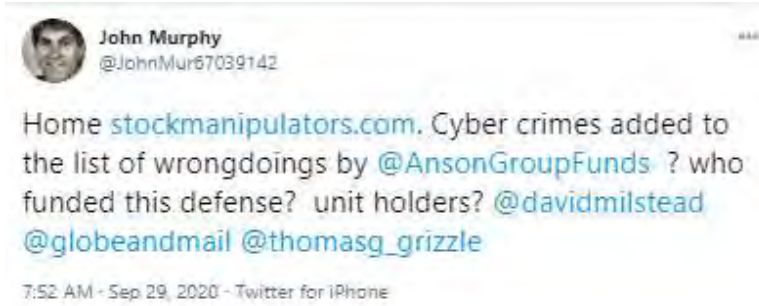 John Murphy
@JohnMur67039142
Home stockmanipulators.com. Cyber crimes added to
the list of wrongdoings by @AnsonGroupFunds ? who
funded this defense? unit holders? @davidmilstead
@globeandmail @thomasg_grizzle
7:52 AM · Sep 29, 2020 · Twitter for iPhone